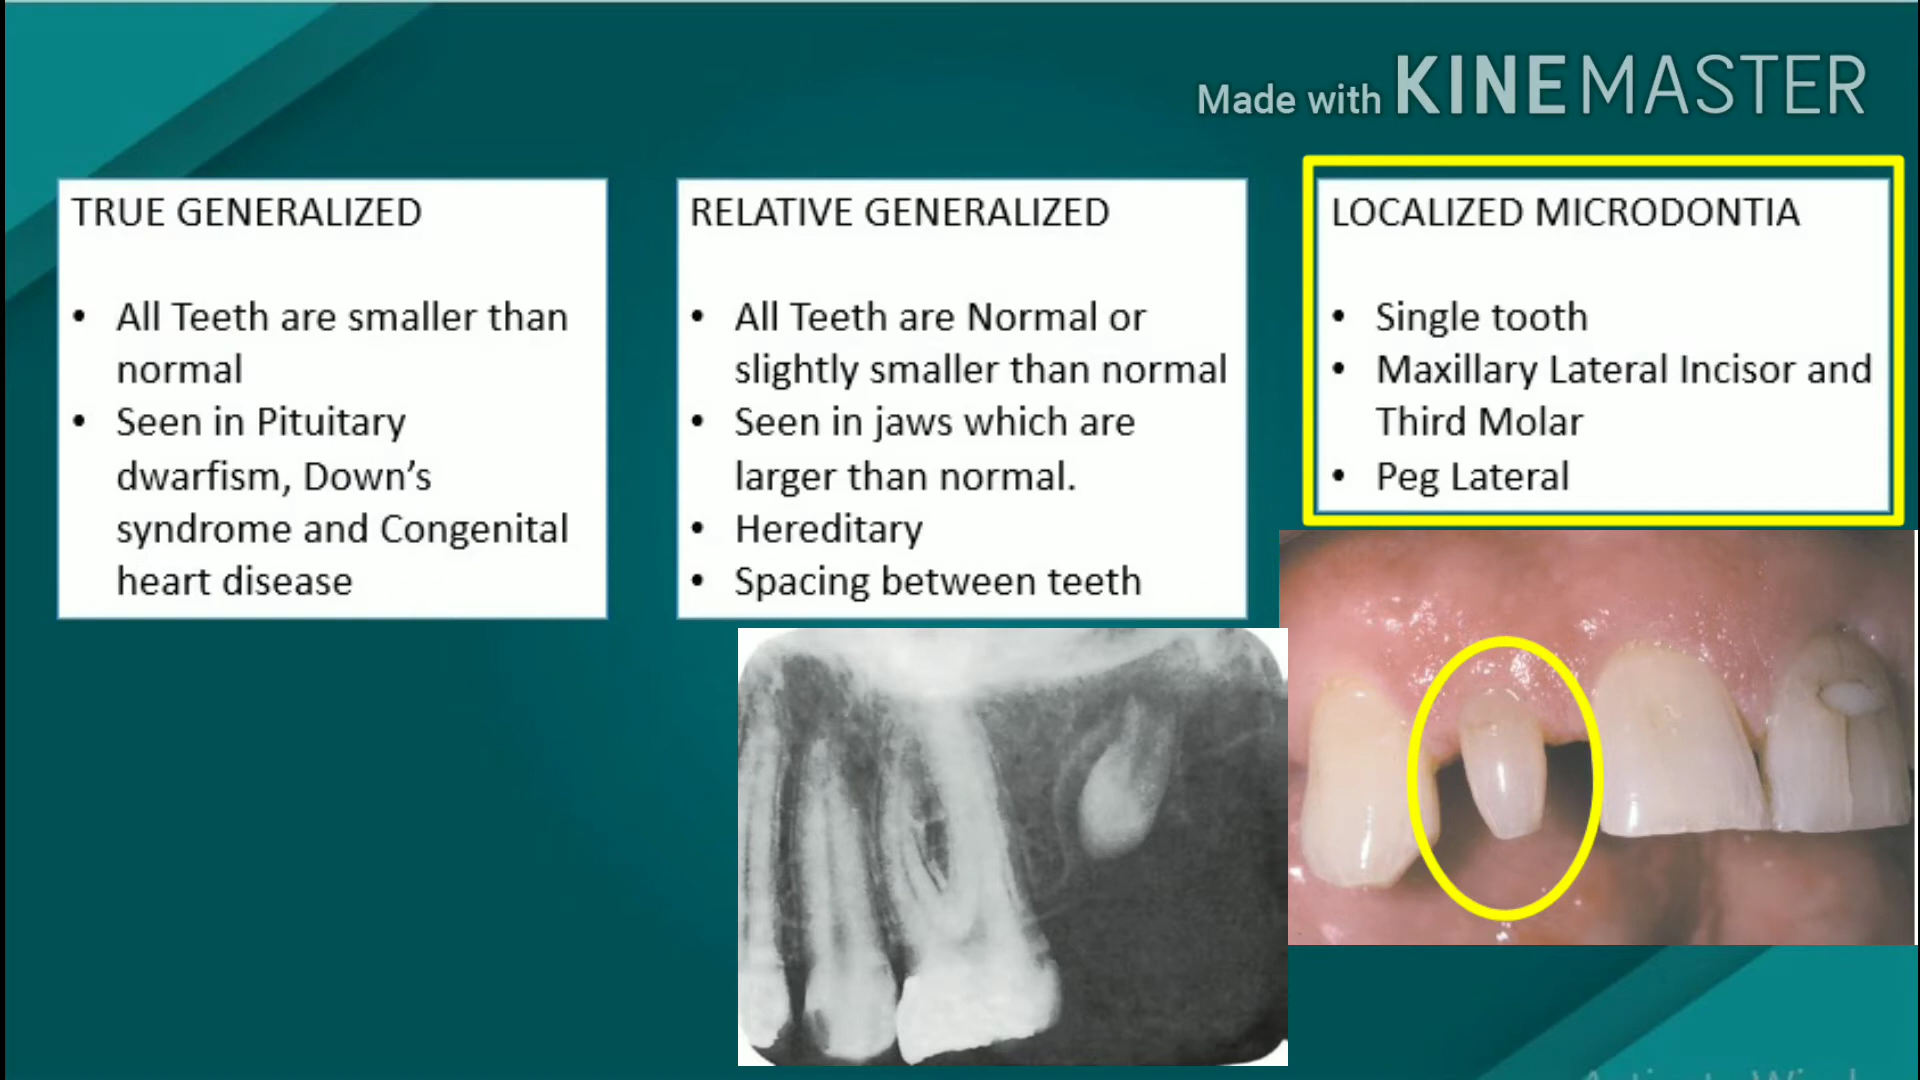 Made with KINEMASTER
TRUE GENERALIZED
• All Teeth are smaller than
normal
• Seen in Pituitary
dwarfism, Down’s
syndrome and Congenital
heart disease
RELATIVE GENERALIZED
• All Teeth are Normal or
slightly smaller than normal
• Seen in jaws which are
larger than normal.
• Hereditary
• Spacing between teeth
LOCALIZED MICRODONTIA
• Single tooth
• Maxillary Lateral Incisor and
Third Molar
• Peg Lateral